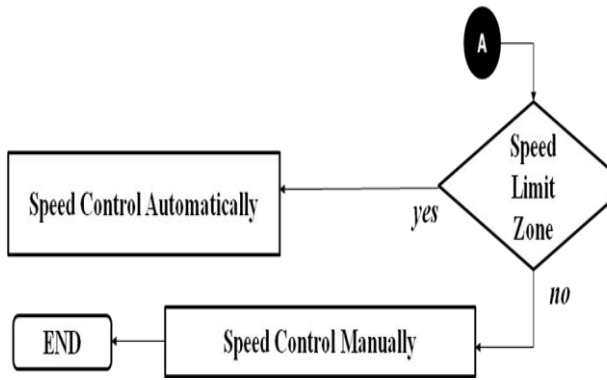 A
Speed
Limit
Zone
Speed Control Automatically
yes
no
END
Speed Control Manually